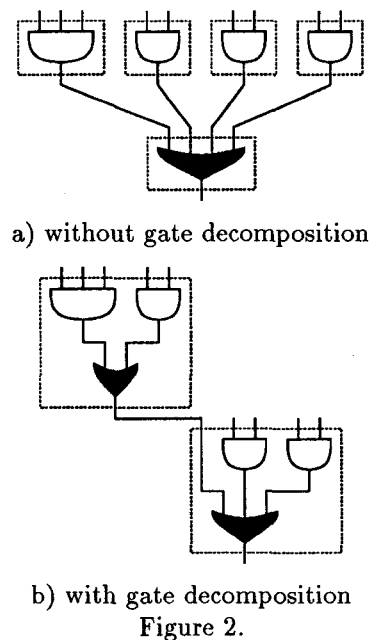 a) without gate decomposition
b) with gate decomposition
Figure 2.